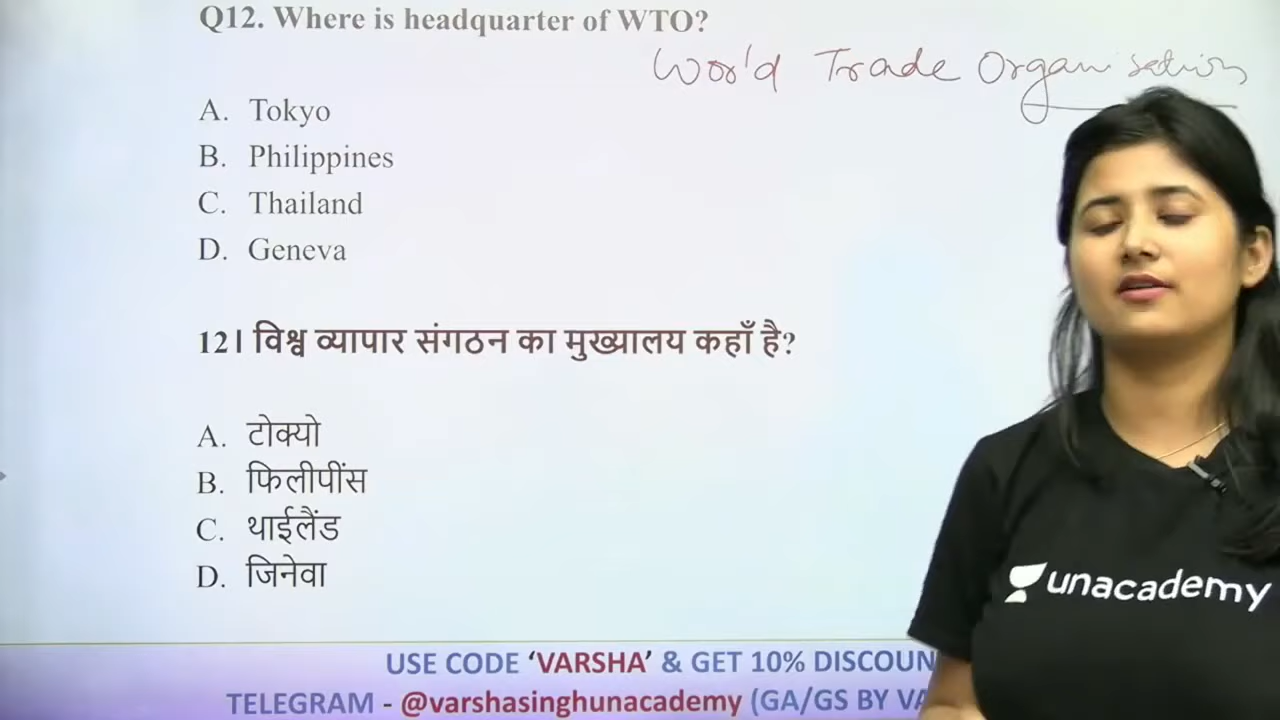 Q12. Where is headquarter of WTO?
World Trade Organisation
A. Tokyo
B. Philippines
C. Thailand
D. Geneva
12। विश्व व्यापार संगठन का मुख्यालय कहाँ है?
A. टोक्यो
B. फिलीपींस
C. थाईलैंड
D. जिनेवा
unacademy
USE CODE ‘VARSHA’ & GET 10% DISCOUN
TELEGRAM - @varshasinghunacademy (GA/GS BY VA